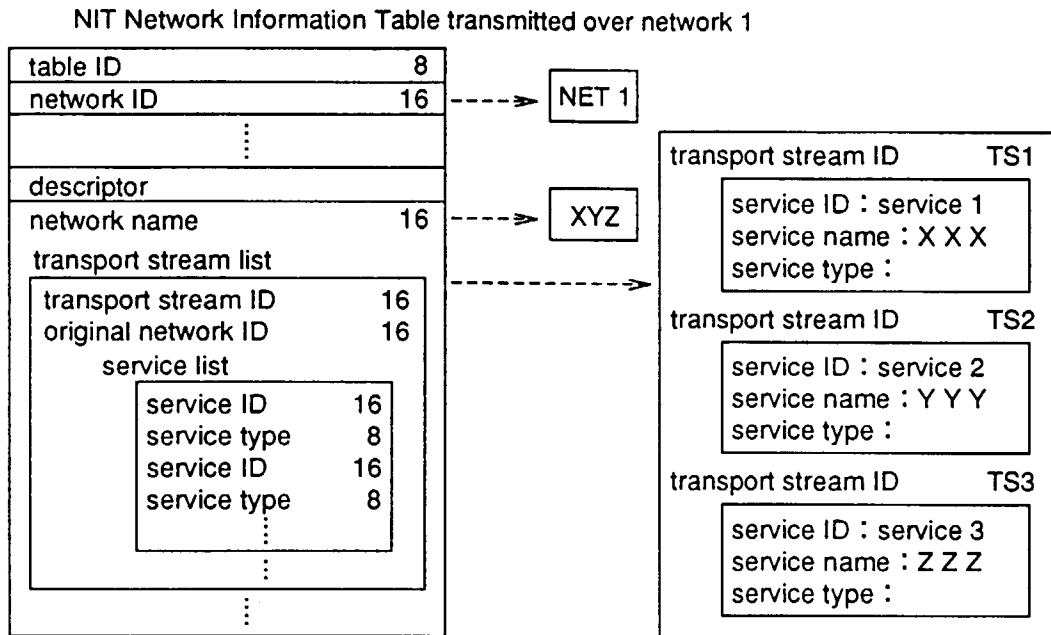 NIT Network Information Table transmitted over network 1
table ID 8
network ID 16
NET 1
descriptor
network name 16
XYZ
transport stream list
transport stream ID 16
original network ID 16
service list
service ID 16
service type 8
service ID 16
service type 8
transport stream ID TS1
service ID : service 1
service name : X X X
service type :
transport stream ID TS2
service ID : service 2
service name : Y Y Y
service type :
transport stream ID TS3
service ID : service 3
service name : Z Z Z
service type :